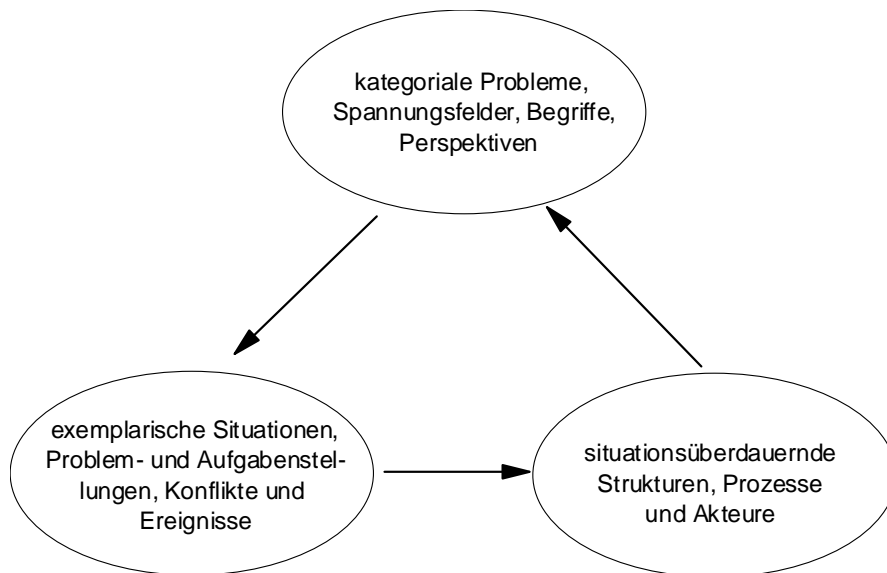 kategoriale Probleme,
Spannungsfelder, Begriffe,
Perspektiven
exemplarische Situationen,
Problem- und Aufgabenstel-
lungen, Konflikte und
Ereignisse
situationsüberdauernde
Strukturen, Prozesse
und Akteure